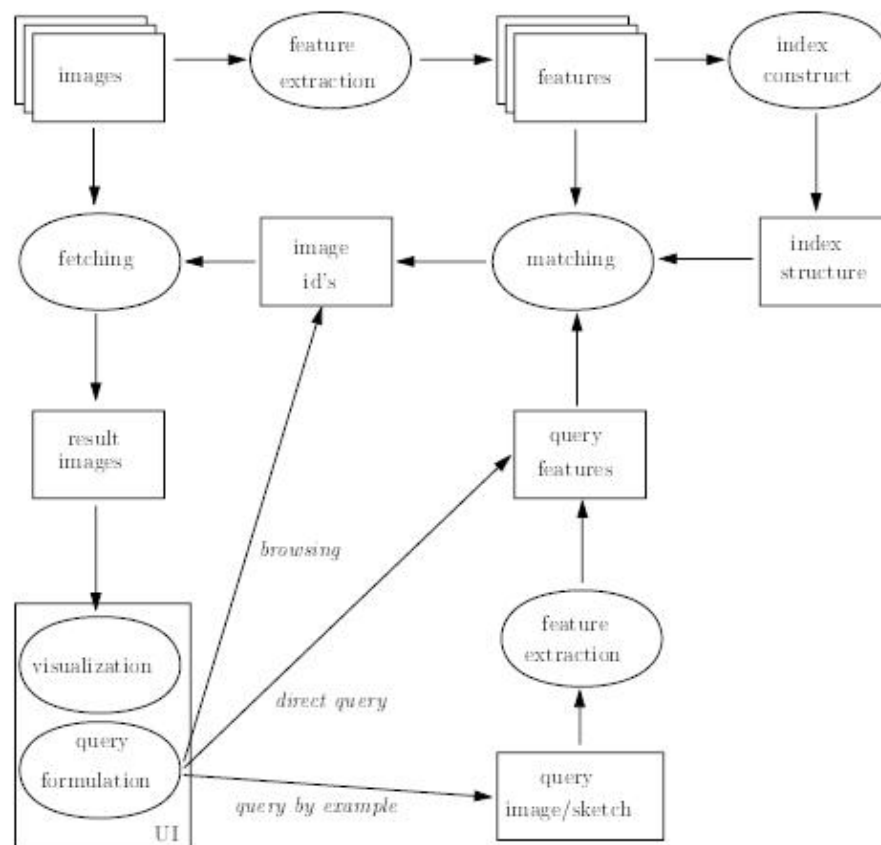 images
feature
extraction
features
index
construct
fetching
image
id's
matching
index
structure
result
images
query
features
browsing
feature
extraction
visualization
direct query
query
formulation
query by example
query
image/sketch
UI